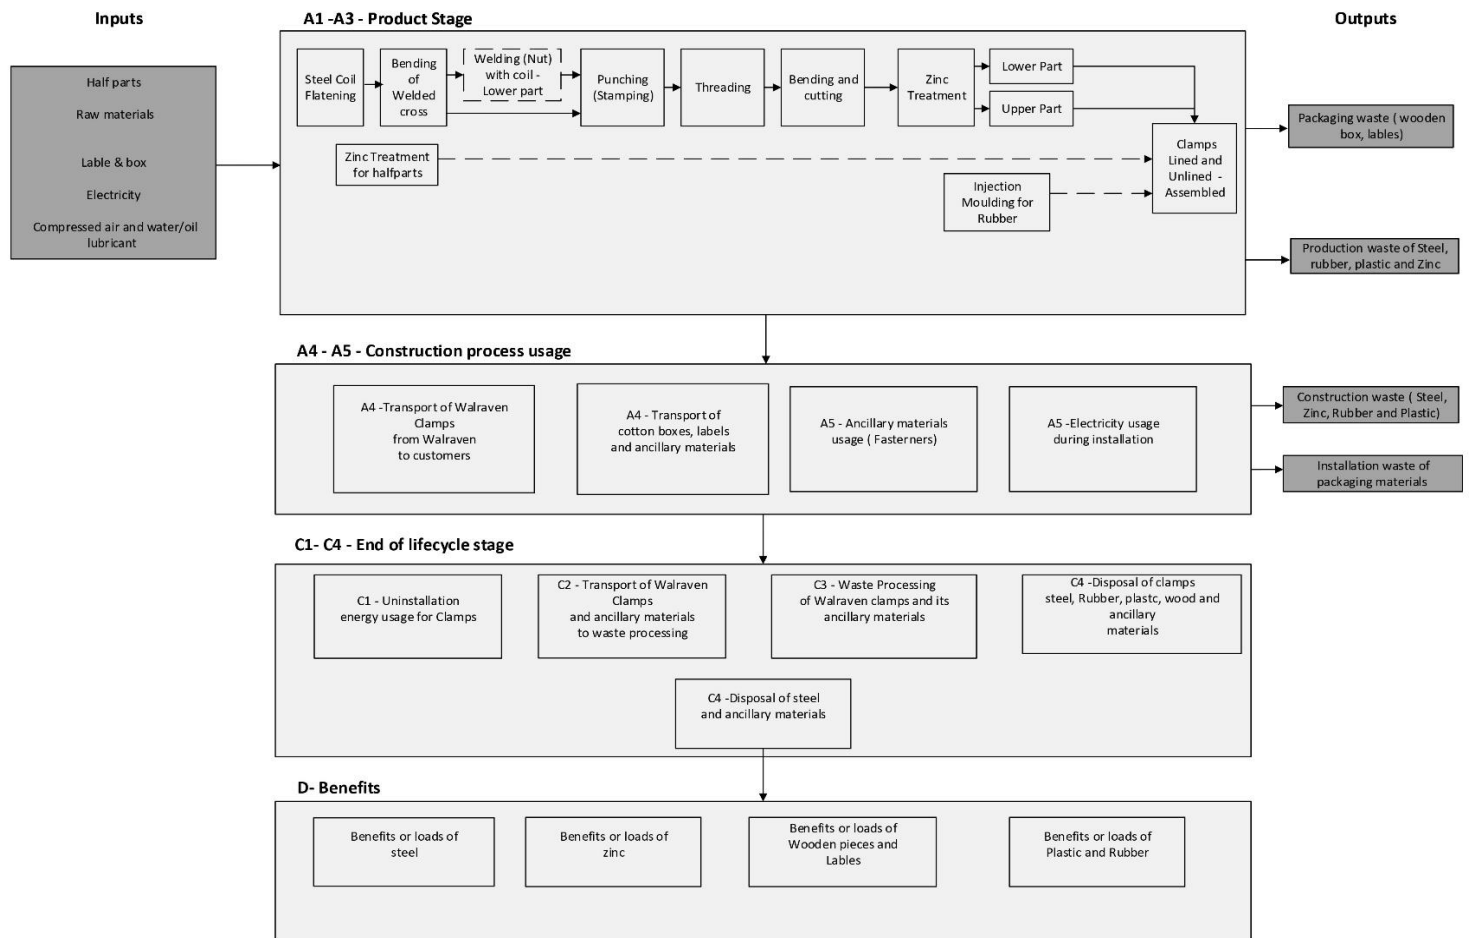 Inputs
A1 -A3 - Product Stage
Outputs
Half parts
Raw materials
Lable & box
Electricity
Compressed air and water/oil
lubricant
Steel Coil
Flatening
Bending
of
Welded
cross
Welding (Nut)
with coil -
Lower part
Punching
(Stamping)
Threading
Bending and
cutting
Zinc
Treatment
Lower Part
Upper Part
Zinc Treatment
for halfparts
Injection
Moulding for
Rubber
Clamps
Lined and
Unlined -
Assembled
Packaging waste ( wooden
box, lables)
Production waste of Steel,
rubber, plastic and Zinc
A4 - A5 - Construction process usage
A4 -Transport of Walraven
Clamps
from Walraven
to customers
A4 - Transport of
cotton boxes, labels
and ancillary materials
A5 - Ancillary materials
usage ( Fasterners)
A5 -Electricity usage
during installation
Construction waste ( Steel,
Zinc, Rubber and Plastic)
Installation waste of
packaging materials
C1- C4 - End of lifecycle stage
C1 - Uninstallation
energy usage for Clamps
C2 - Transport of Walraven
Clamps
and ancillary materials
to waste processing
C3 - Waste Processing
of Walraven clamps and its
ancillary materials
C4 -Disposal of clamps
steel, Rubber, plastc, wood and
ancillary
materials
C4 -Disposal of steel
and ancillary materials
D- Benefits
Benefits or loads of
steel
Benefits or loads of
zinc
Benefits or loads of
Wooden pieces and
Lables
Benefits or loads of
Plastic and Rubber